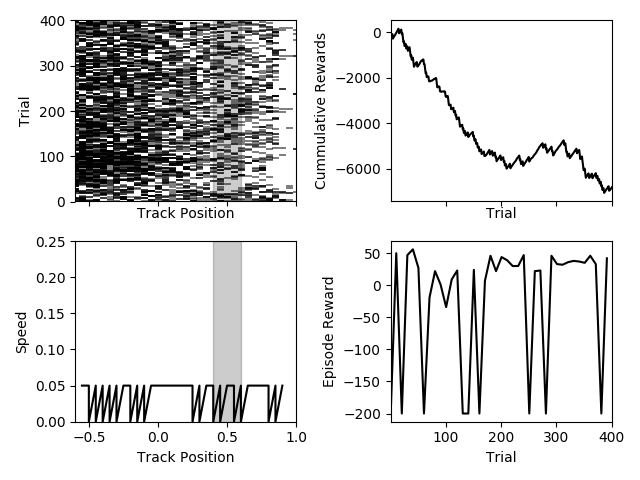 400
300
200
100
0
Trial
Track Position
0
−2000
−4000
−6000
Cummulative Rewards
Trial
0.25
0.20
0.15
0.10
0.05
0.00
Speed
−0.5 0.0 0.5 1.0
Track Position
50
0
−50
−100
−150
−200
Episode Reward
100 200 300 400
Trial